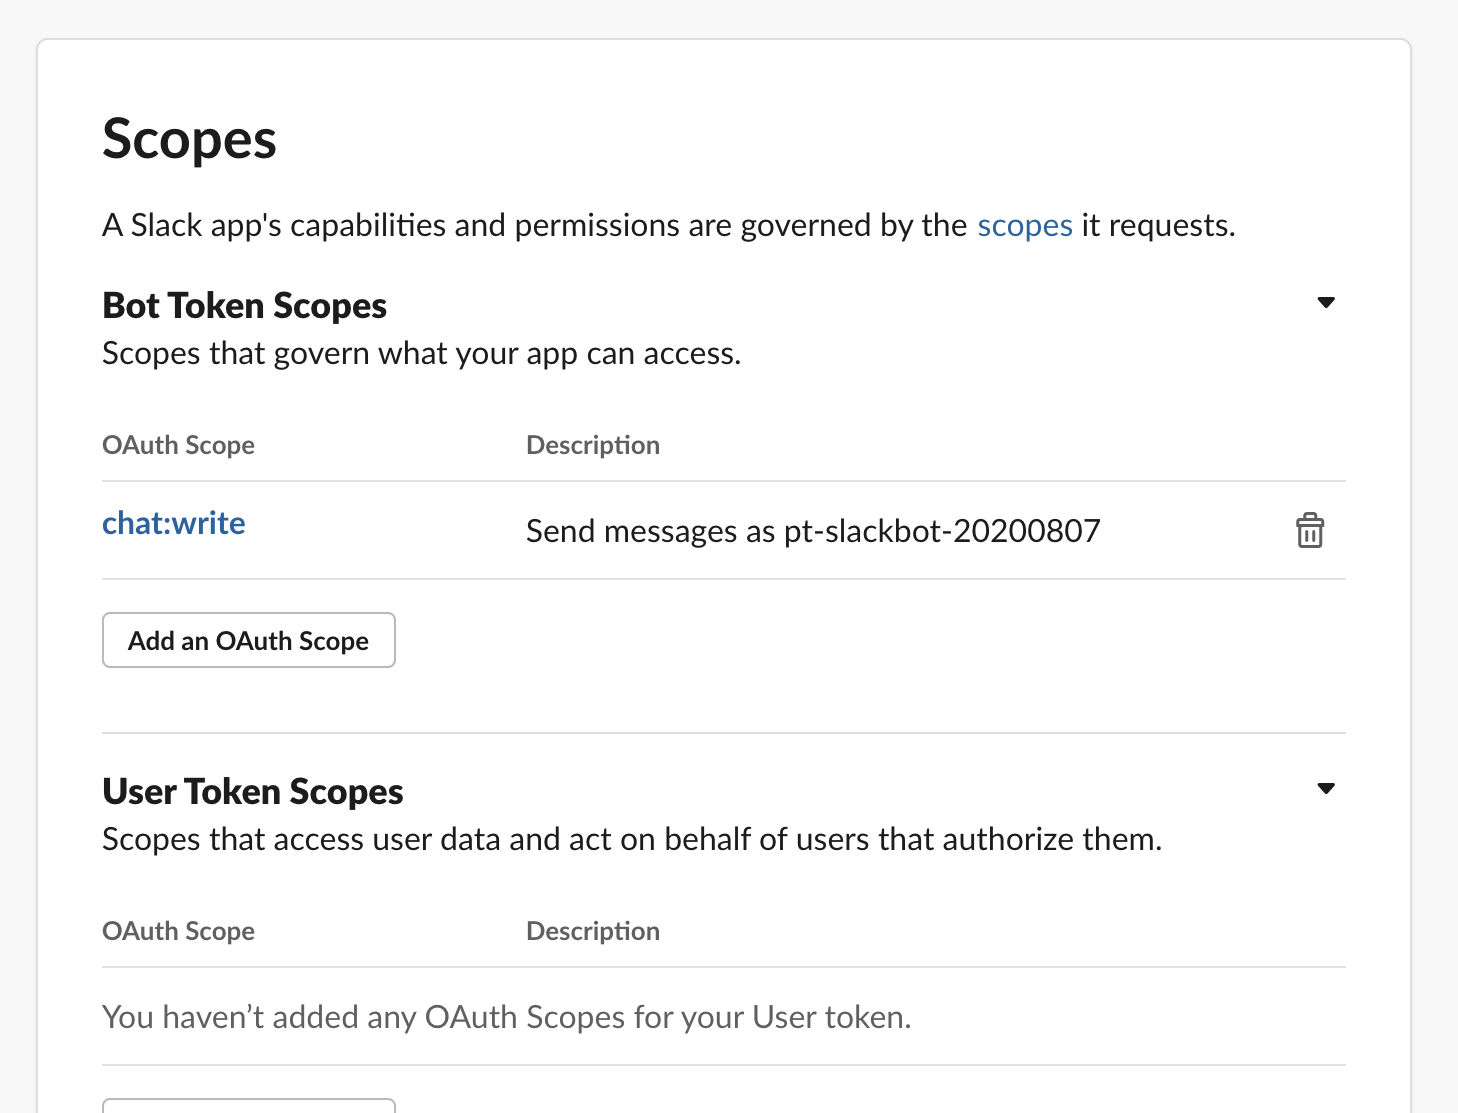 Scopes
A Slack app's capabilities and permissions are governed by the scopes it requests.
Bot Token Scopes
Scopes that govern what your app can access.
OAuth Scope Description
chat:write Send messages as pt-slackbot-20200807
Add an OAuth Scope
User Token Scopes
Scopes that access user data and act on behalf of users that authorize them.
OAuth Scope Description
You haven’t added any OAuth Scopes for your User token.